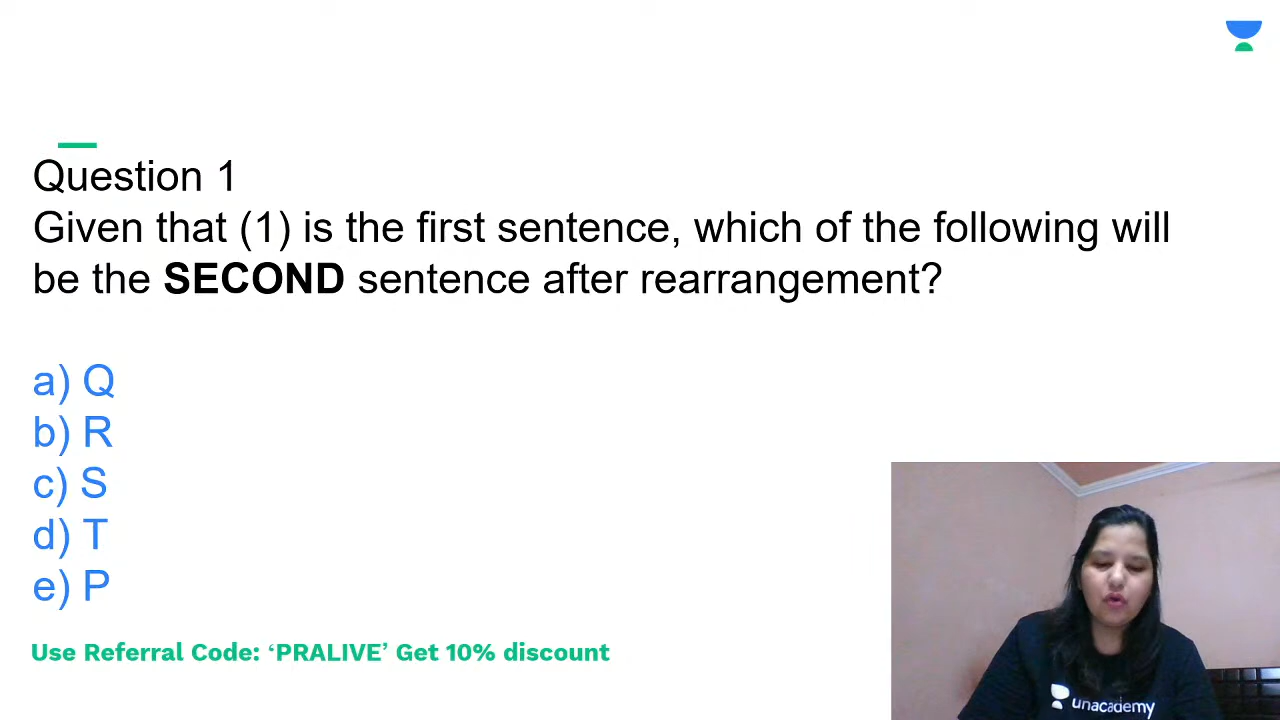 Question 1
Given that (1) is the first sentence, which of the following will
be the SECOND sentence after rearrangement?
a) Q
b) R
c) S
d) T
e) P
Use Referral Code: ‘PRALIVE’ Get 10% discount
unacademy